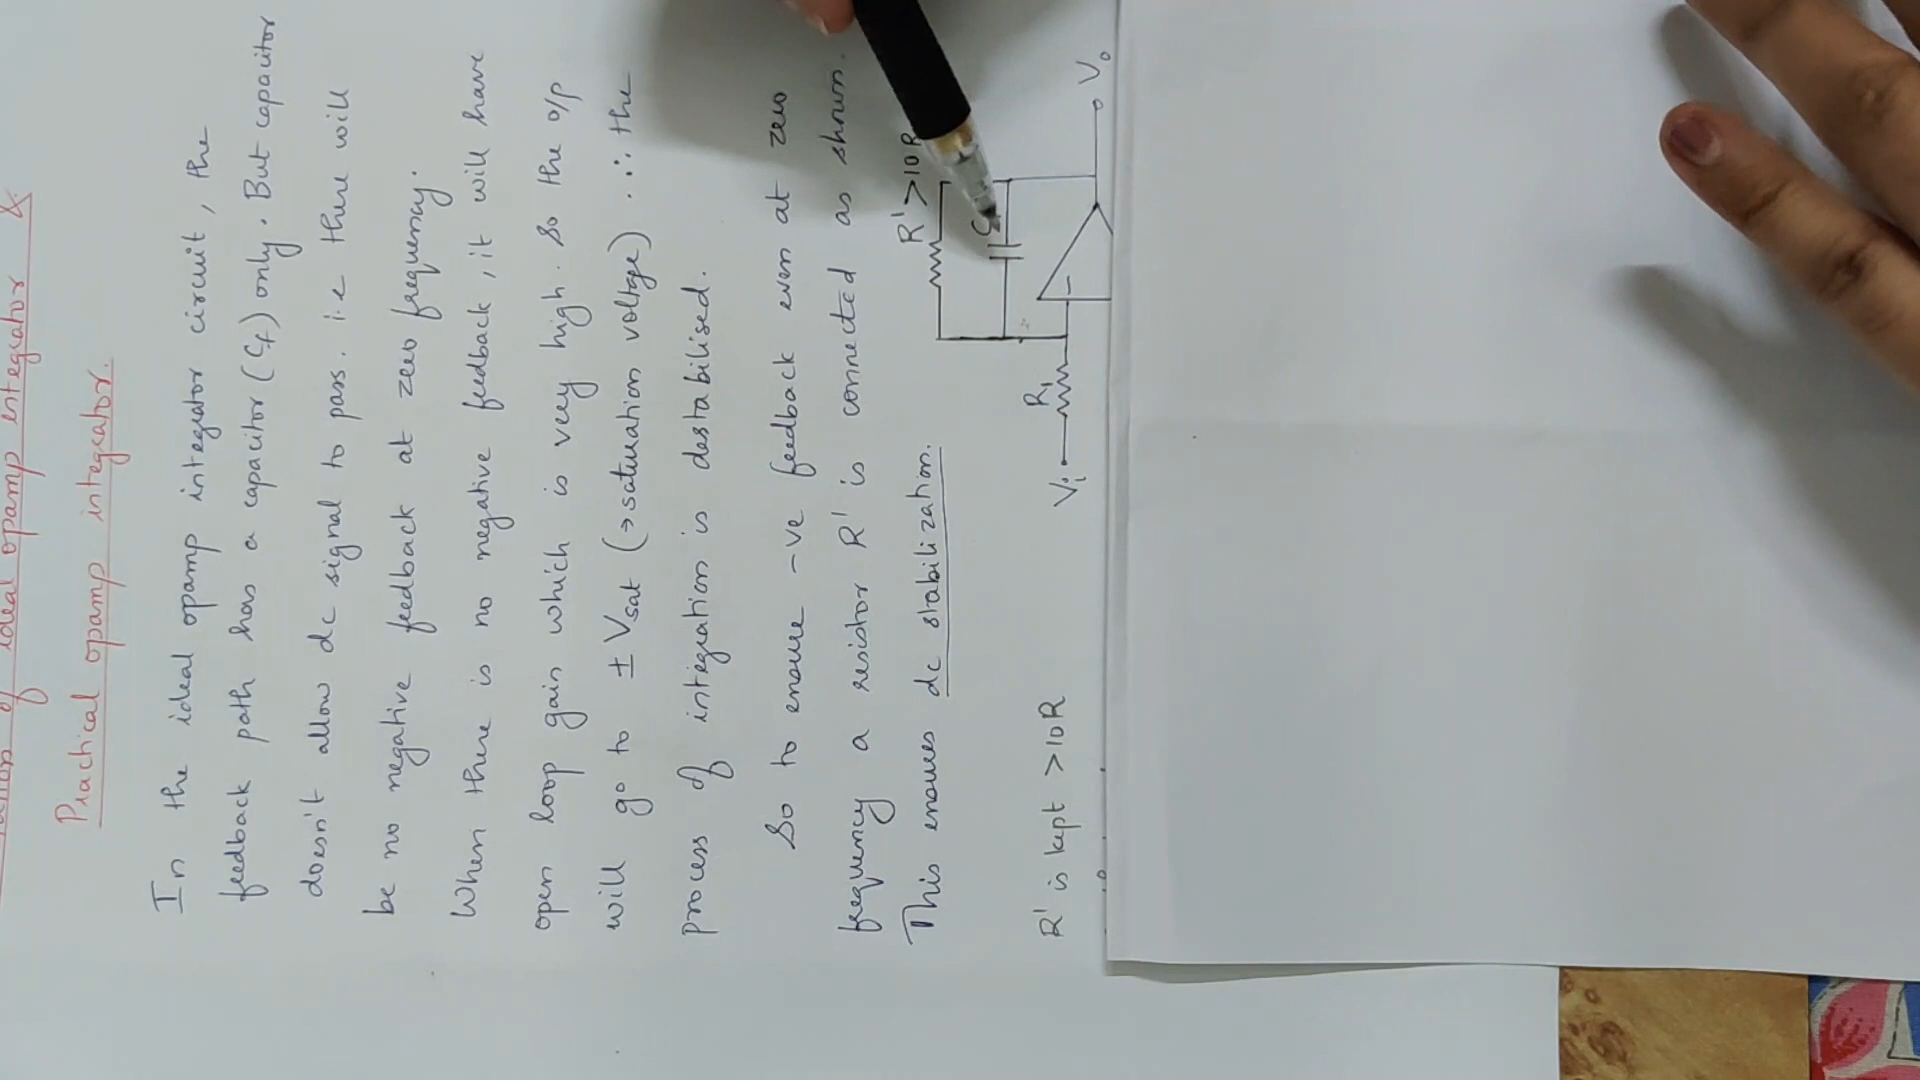 of ideal opamp integrator &
Practical opamp integrator.
In the ideal opamp integrator circuit, the
feedback path has a capacitor (Cf) only. But capacitor
doesn't allow dc signal to pass. i.e there will
be no negative feedback at zero frequency.
When there is no negative feedback, it will have
open loop gain which is very high. So the o/p
will go to ± Vsat (→ saturation voltage) ∴ the
process of integration is destabilised.
So to ensure -ve feedback even at zero
frequency a resistor R' is connected as shown.
This ensures dc stabilization.
R' > 10R
C
R1
Vi
-
Vo
R' is kept > 10R